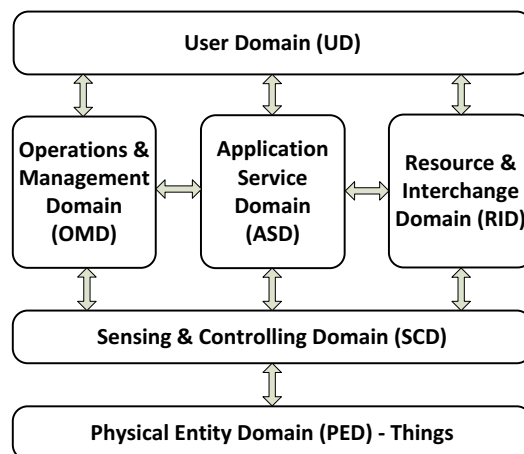 User Domain (UD)
Operations &
Management
Domain
(OMD)
Application
Service
Domain
(ASD)
Resource &
Interchange
Domain (RID)
Sensing & Controlling Domain (SCD)
Physical Entity Domain (PED) - Things